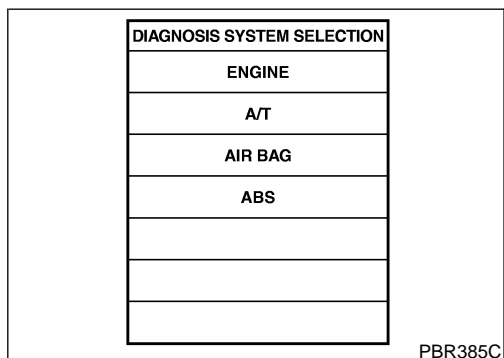 DIAGNOSIS SYSTEM SELECTION
ENGINE
A/T
AIR BAG
ABS
PBR385C